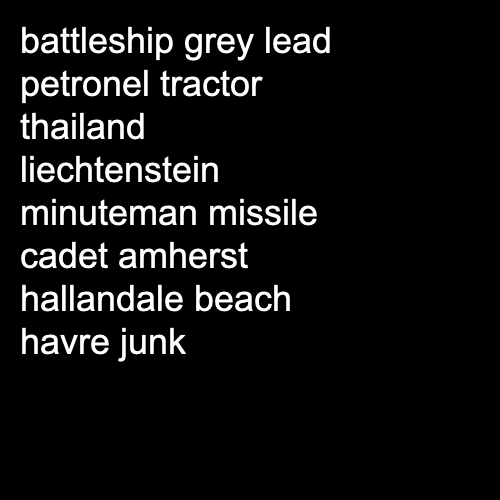 battleship grey lead
petronel tractor
thailand
liechtenstein
minuteman missile
cadet amherst
hallandale beach
havre junk